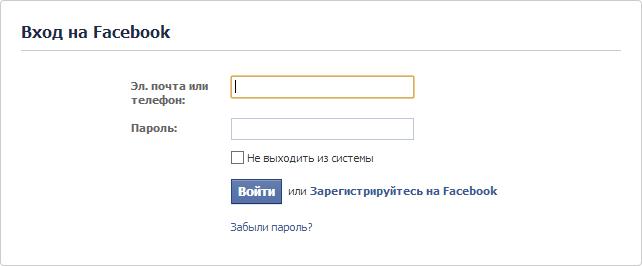 Вход на Facebook
Эл. почта или
телефон:
Пароль:
Не выходить из системы
Войти или Зарегистрируйтесь на Facebook
Забыли пароль?